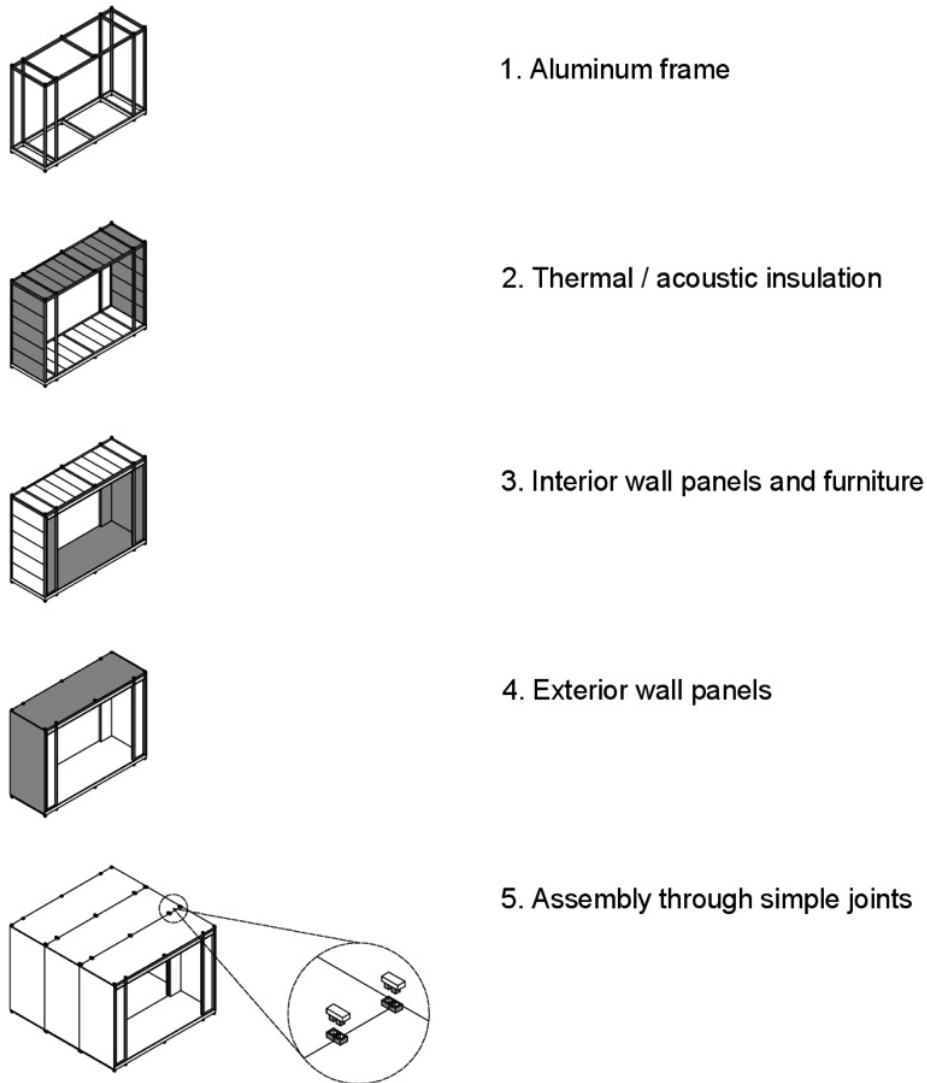 1. Aluminum frame
2. Thermal / acoustic insulation
3. Interior wall panels and furniture
4. Exterior wall panels
5. Assembly through simple joints